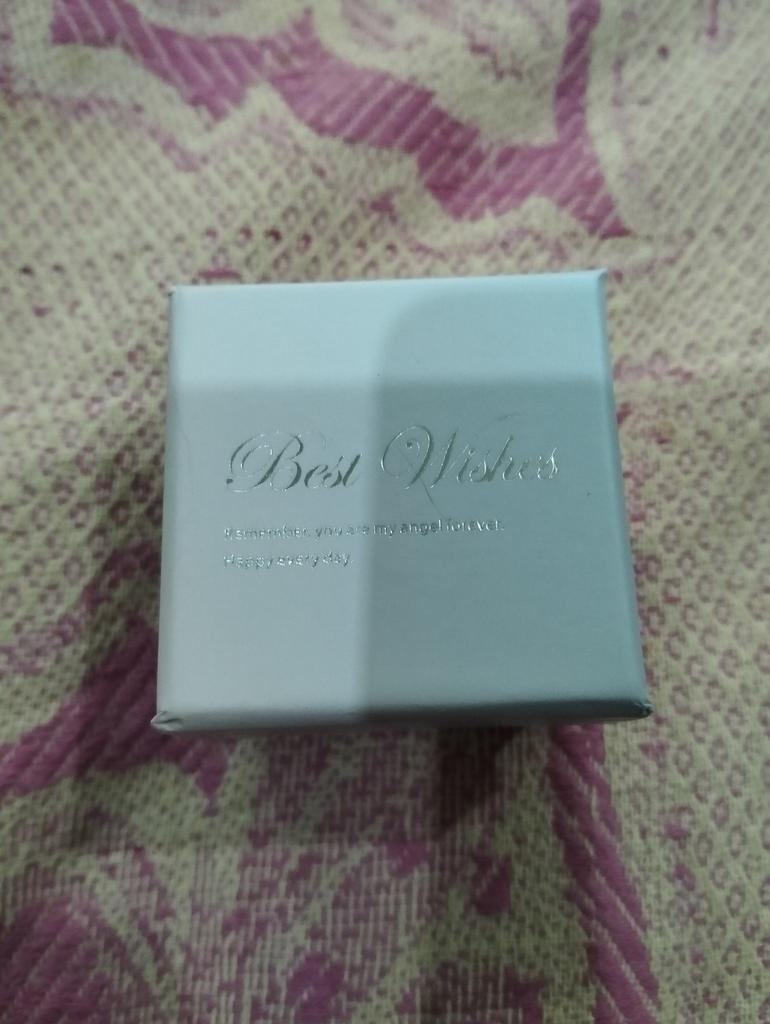 Best Wishes
Remember, you are my angel forever.
Happy every day.